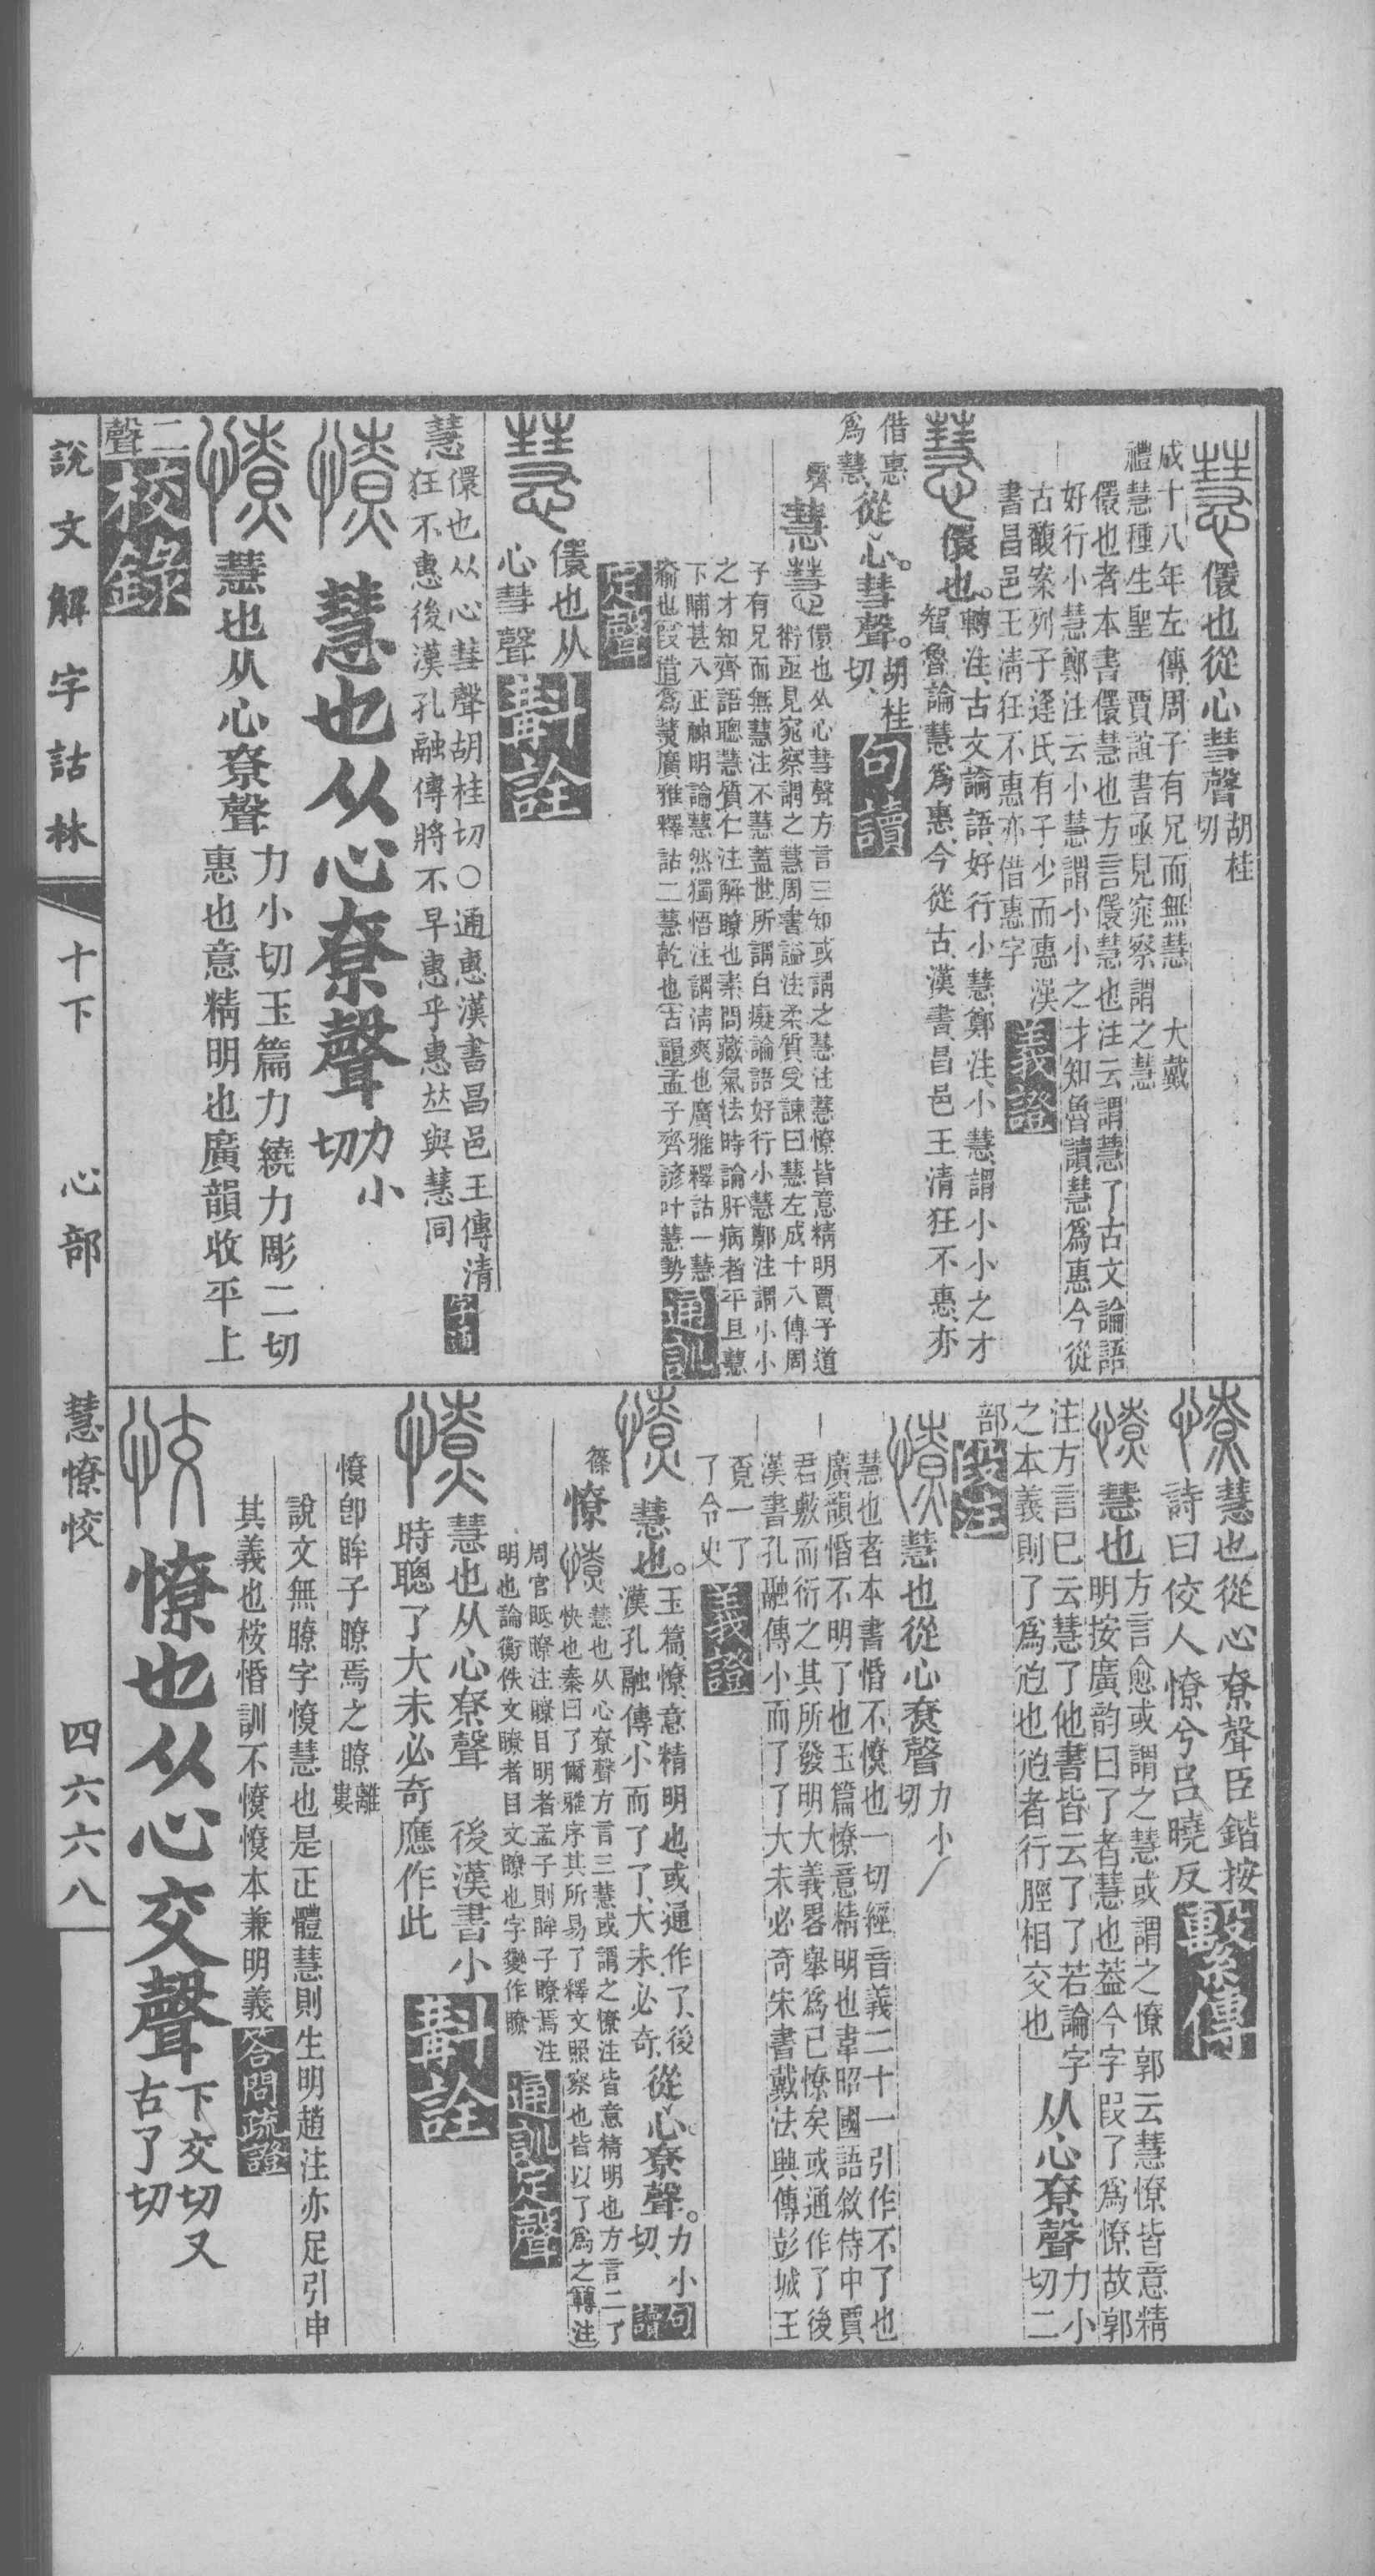 慧 儇也從心彗聲 胡桂
切
成十八年左傳周子有兄而無慧 大戴
禮慧種生聖 賈誼書亟見窕察謂之慧
儇也者本書儇慧也方言儇慧也注云謂慧了古文論語
好行小慧鄭注云小慧謂小小之才知魯讀慧爲惠今從
古馥案列子逢氏有子少而惠漢
書昌邑王淸狂不惠亦借惠字
義證
慧 儇也。轉注、古文論語、好行小慧、鄭注、小慧、謂小小之才
智、魯論慧爲惠、今從古、漢書昌邑王清狂不惠、亦
借惠
爲慧、
從心。彗聲。胡桂
切、
句讀
霽
慧 儇也从心彗聲方言三知或謂之慧注慧憭皆意精明賈子道
術亟見窕察謂之慧周書謚注柔質受諫曰慧左成十八傳周
子有兄而無慧注不慧蓋世所謂白癡論語好行小慧鄭注謂小小
之才知齊語聰慧質仁注解瞭也素問藏氣法時論肝病者平旦慧
下晡甚入正神明論慧然獨悟注謂淸爽也廣雅釋詁一慧
瘉也叚借爲㷄廣雅釋詁二慧乾也古韻孟子齊諺叶慧勢
通訓
定聲
慧 儇也从
心彗聲
斠詮
慧 儇也从心彗聲胡桂切〇通惠漢書昌邑王傳清
狂不惠後漢孔融傳將不早惠乎惠𠀤與慧同
字通
憭 慧也从心尞聲 力小
切
憭 慧也从心尞聲 力小切玉篇力繞力彫二切
惠也意精明也廣韻收平上
二
聲
校錄
說文解字詁林 十下 心部 慧憭恔 四六六八
憭 慧也從心尞聲臣鍇按
詩曰佼人憭兮呂曉反
繫傳
憭 慧也 方言愈或謂之慧或謂之憭郭云慧憭皆意精
明按廣韵曰了者慧也葢今字叚了爲憭故郭
注方言已云慧了他書皆云了了若論字
之本義則了爲尥也尥者行脛相交也
从心尞聲 力小
切二
部
段注
憭 慧也從心尞聲 力小
切
慧也者本書惛不憭也一切經音義二十一引作不了也
廣韻惛不明了也玉篇憭意精明也韋昭國語敘侍中賈
君敷而衍之其所發明大義畧舉爲已憭矣或通作了後
漢書孔融傳小而了了大未必奇宋書戴法興傳彭城王
覓一了
了令史
義證
憭 慧也。玉篇、憭、意精明也、或通作了、後
漢孔融傳、小而了了、大未必奇、
從心尞聲。力小
切、
句讀
篠
憭 慧也从心尞聲方言三慧或謂之憭注皆意精明也方言二了
快也秦曰了爾雅序其所易了釋文照察也皆以了爲之轉注
周官眡瞭注瞭目明者孟子則眸子瞭焉注
明也論衡佚文瞭者目文瞭也字變作瞭
通訓定聲
憭 慧也从心尞聲 後漢書小
時聰了大未必奇應作此
斠詮
憭卽眸子瞭焉之瞭 離
婁
說文無瞭字憭慧也是正體慧則生明趙注亦足引申
其義也桉惛訓不憭憭本兼明義
答問疏證
恔 憭也从心交聲 下交切又
古了切